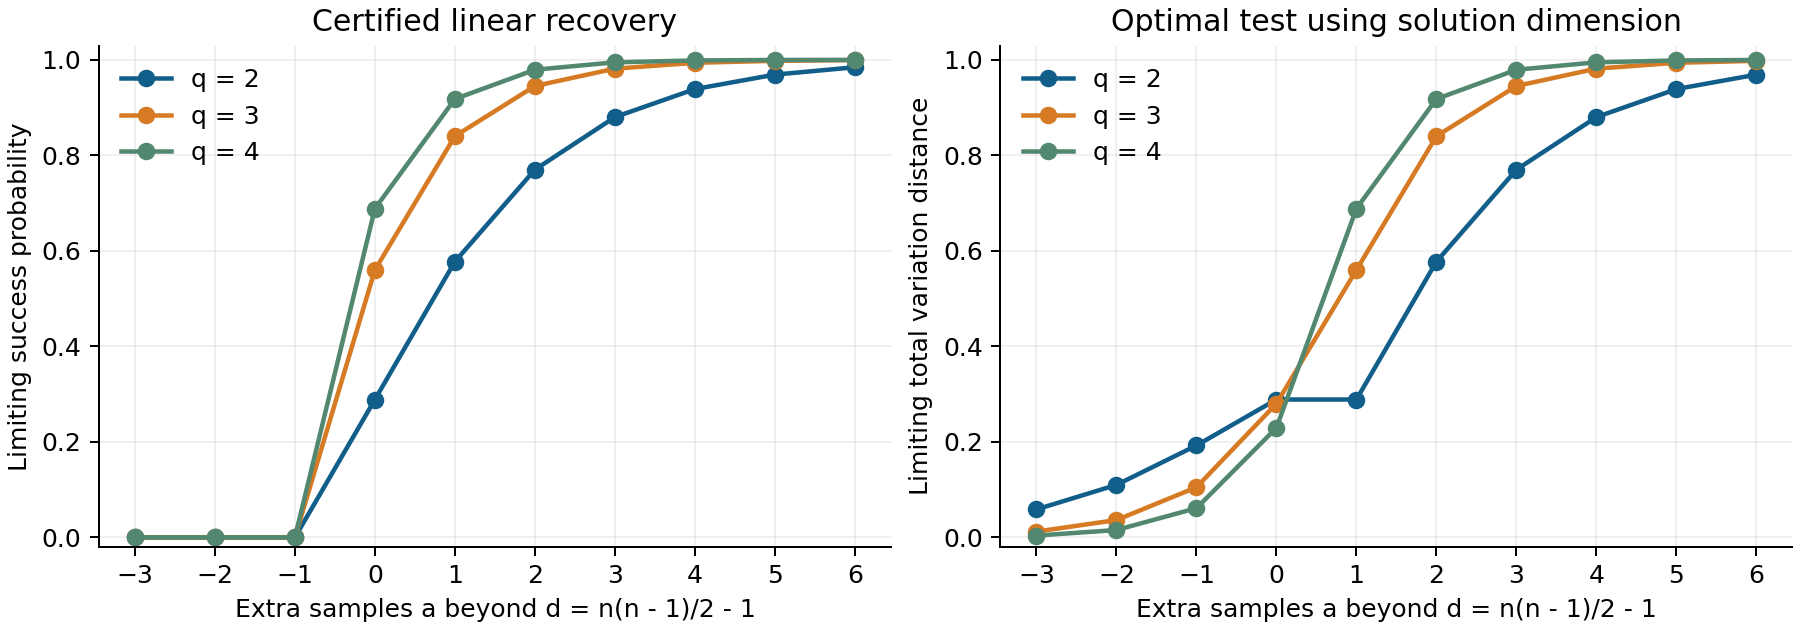 Certified linear recovery
Limiting success probability
1.0
0.8
0.6
0.4
0.2
0.0
q = 2
q = 3
q = 4
−3 −2 −1 0 1 2 3 4 5 6
Extra samples a beyond d = n(n - 1)/2 - 1
Optimal test using solution dimension
Limiting total variation distance
1.0
0.8
0.6
0.4
0.2
0.0
q = 2
q = 3
q = 4
−3 −2 −1 0 1 2 3 4 5 6
Extra samples a beyond d = n(n - 1)/2 - 1